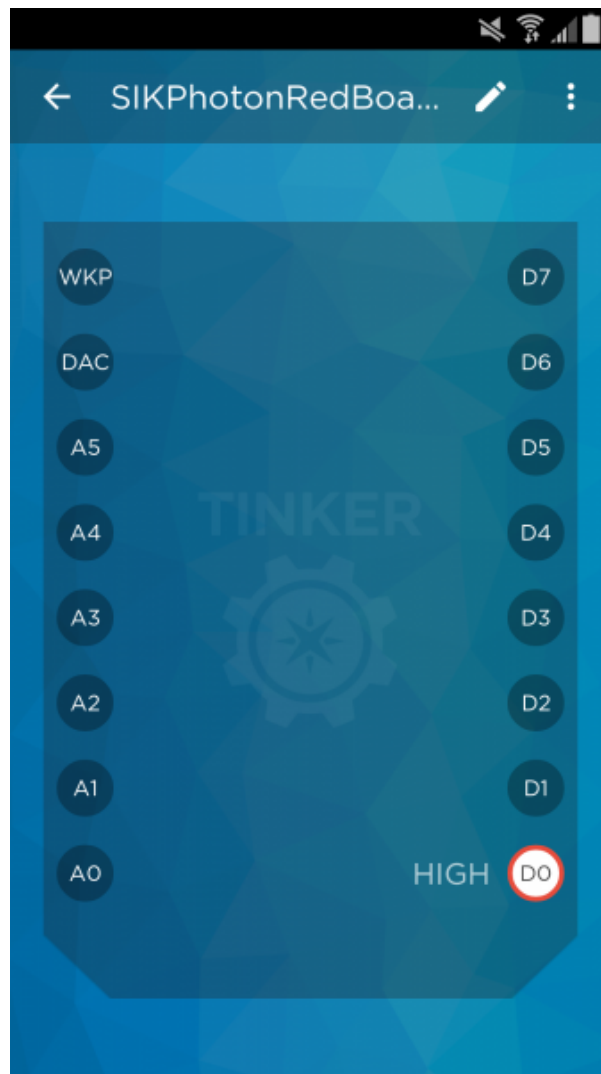 SIKPhotonRedBoa...
WKP D7
DAC D6
A5 D5
TINKER
A4 D4
A3 D3
A2 D2
A1 D1
A0 HIGH D0